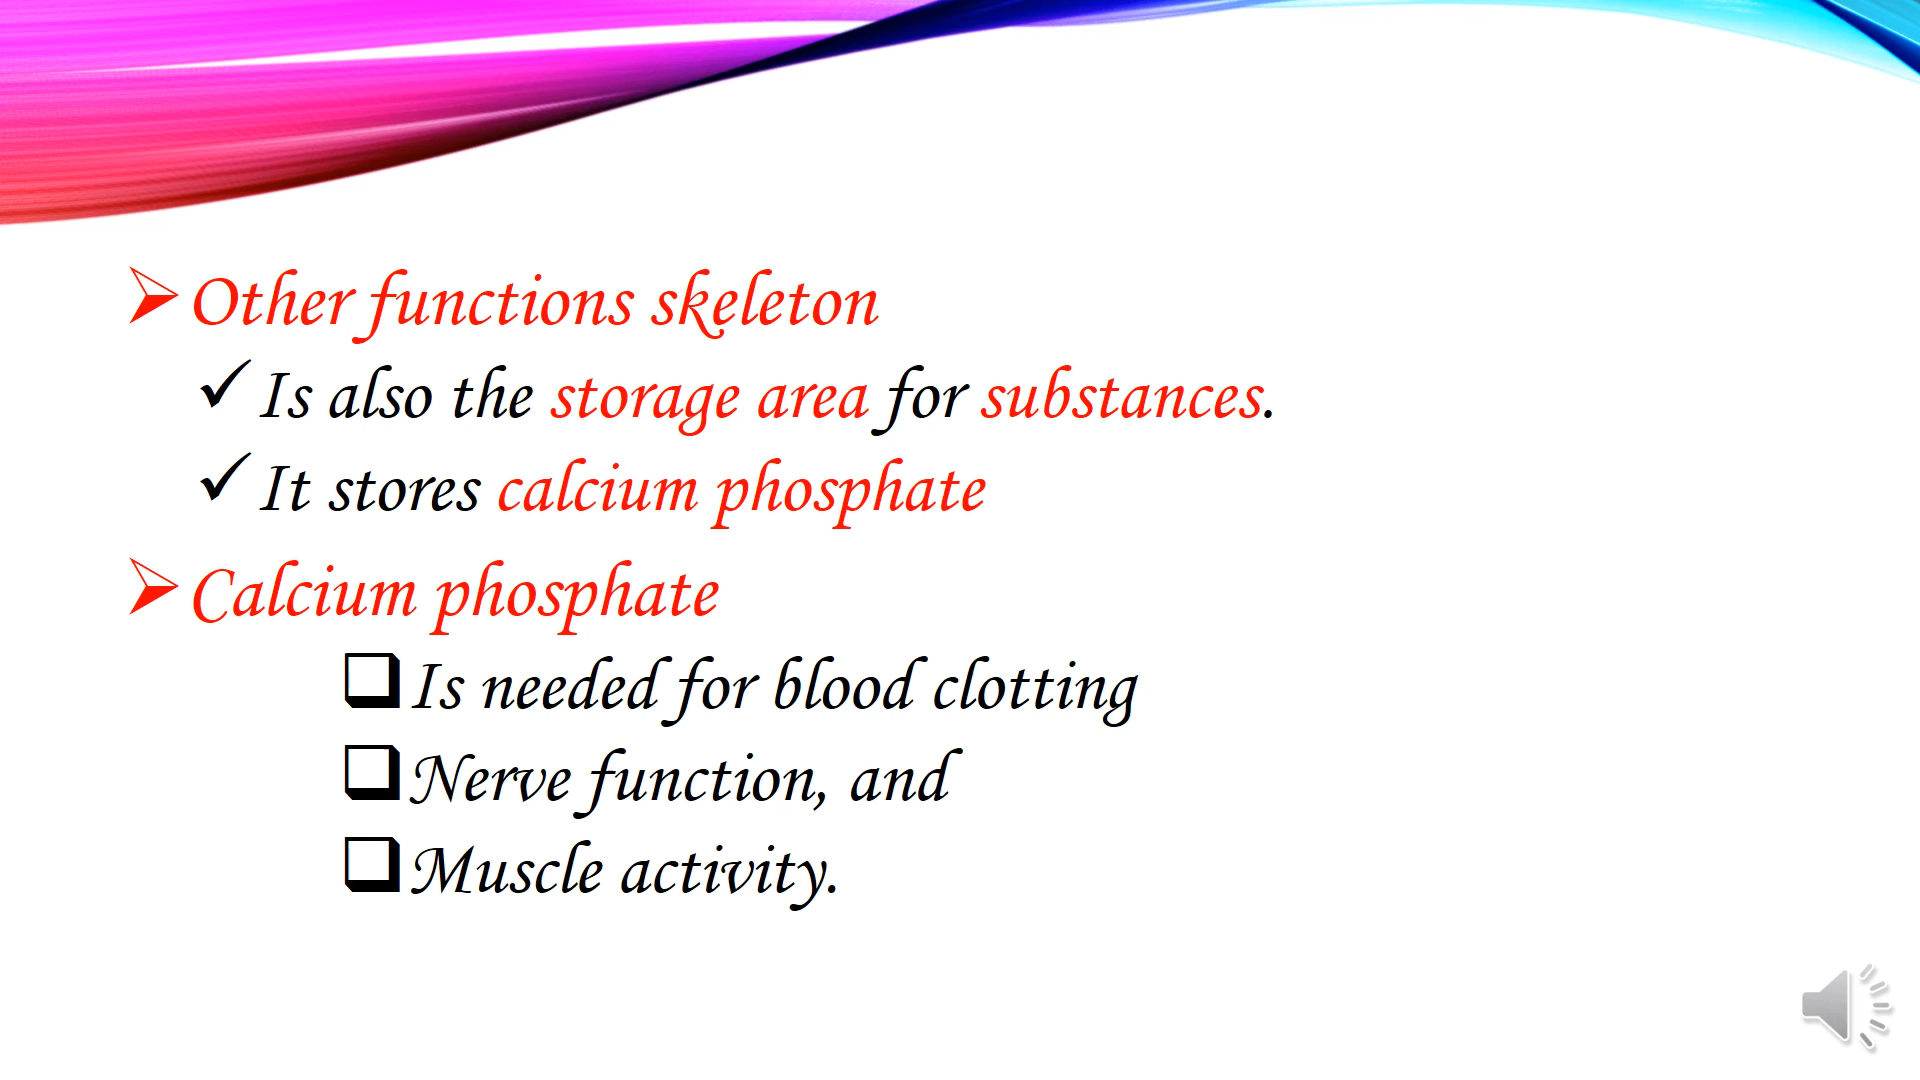 Other functions skeleton
Is also the storage area for substances.
It stores calcium phosphate
Calcium phosphate
Is needed for blood clotting
Nerve function, and
Muscle activity.